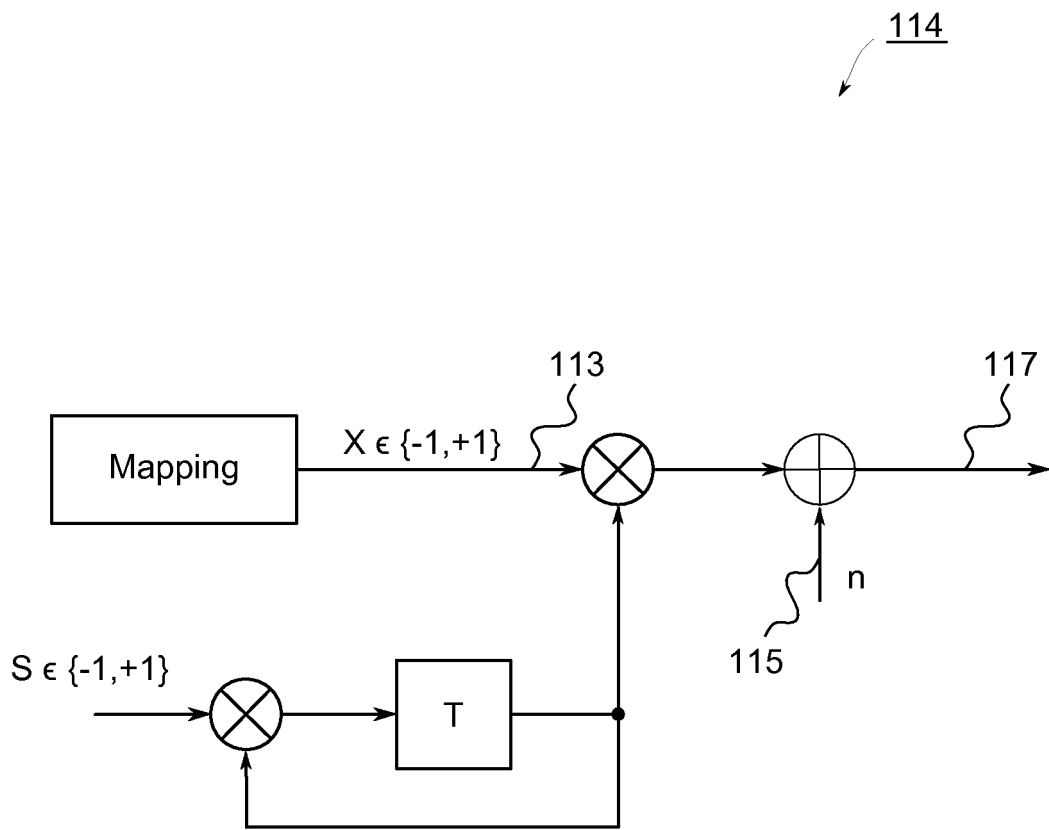 114
113
117
Mapping
X ϵ {-1,+1}
n
115
S ϵ {-1,+1}
T